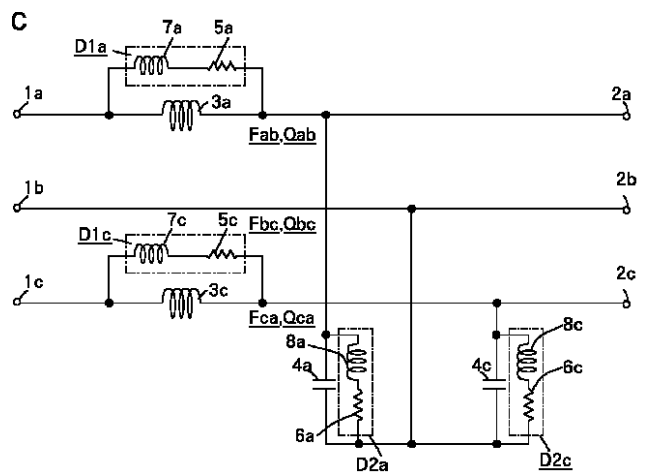 C
7a 5a
D1a
1a 3a 2a
Fab,Qab
1b 2b
7c 5c
D1c Fbc,Qbc
1c 3c 2c
Fca,Qca
8a 8c
4a 4c 6c
6a
D2a D2c